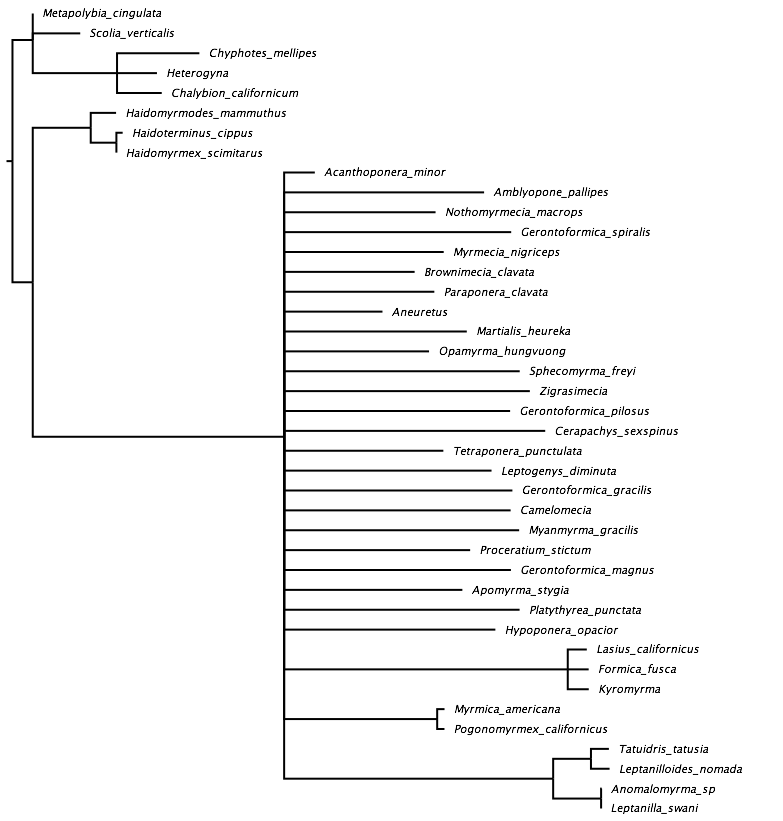 Metapolybia_cingulata
Scolia_verticalis
Chyphotes_mellipes
Heterogyna
Chalybion_californicum
Haidomyrmodes_mammuthus
Haidoterminus_cippus
Haidomyrmex_scimitarus
Acanthoponera_minor
Amblyopone_pallipes
Nothomyrmecia_macrops
Gerontoformica_spiralis
Myrmecia_nigriceps
Brownimecia_clavata
Paraponera_clavata
Aneuretus
Martialis_heureka
Opamyrma_hungvuong
Sphecomyrma_freyi
Zigrasimecia
Gerontoformica_pilosus
Cerapachys_sexspinus
Tetraponera_punctulata
Leptogenys_diminuta
Gerontoformica_gracilis
Camelomecia
Myanmyrma_gracilis
Proceratium_stictum
Gerontoformica_magnus
Apomyrma_stygia
Platythyrea_punctata
Hypoponera_opacior
Lasius_californicus
Formica_fusca
Kyromyrma
Myrmica_americana
Pogonomyrmex_californicus
Tatuidris_tatusia
Leptanilloides_nomada
Anomalomyrma_sp
Leptanilla_swani